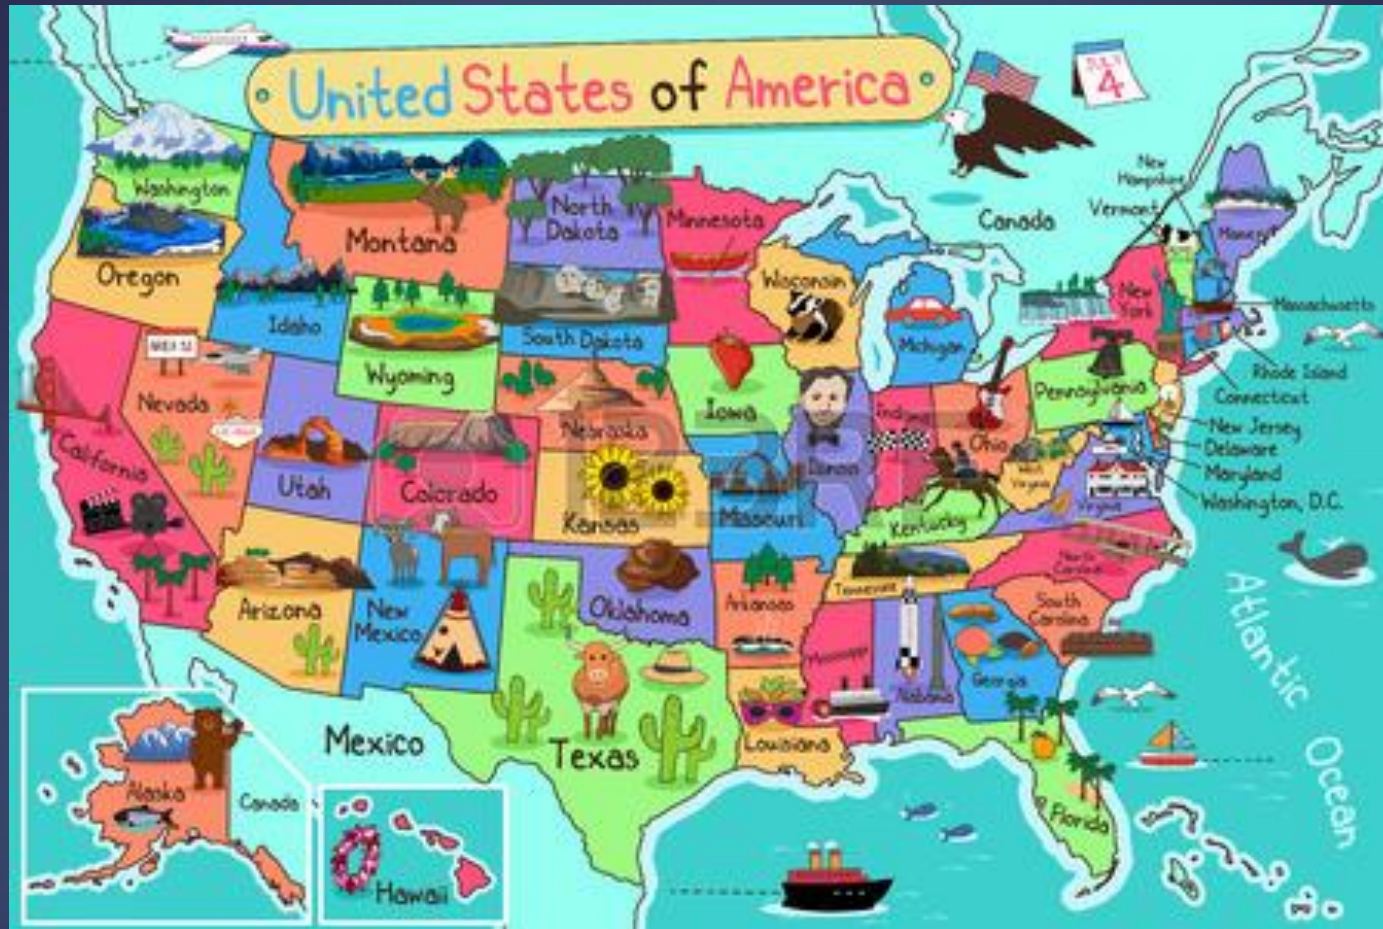 United States of America
JULY
4
New
Hampshire
Vermont
Canada
Washington
Oregon
Montana
North
Dakota
Minnesota
Wisconsin
New
York
Massachusetts
Idaho
South Dakota
Michigan
Wyoming
Pennsylvania
Rhode Island
Connecticut
Nevada
Iowa
Nebraska
Indiana
Ohio
New Jersey
Delaware
Maryland
Washington, D.C.
California
Utah
Colorado
Kansas
Missouri
Illinois
West
Virginia
Virginia
Kentucky
Arizona
New
Mexico
Oklahoma
Arkansas
Tennessee
North
Carolina
South
Carolina
Mississippi
Alabama
Georgia
Atlantic
Ocean
Mexico
Texas
Louisiana
Florida
Alaska
Canada
Hawaii